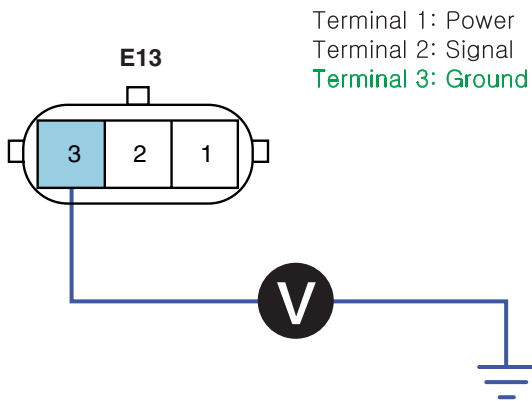 Terminal 1: Power
Terminal 2: Signal
Terminal 3: Ground
E13
3 2 1
V